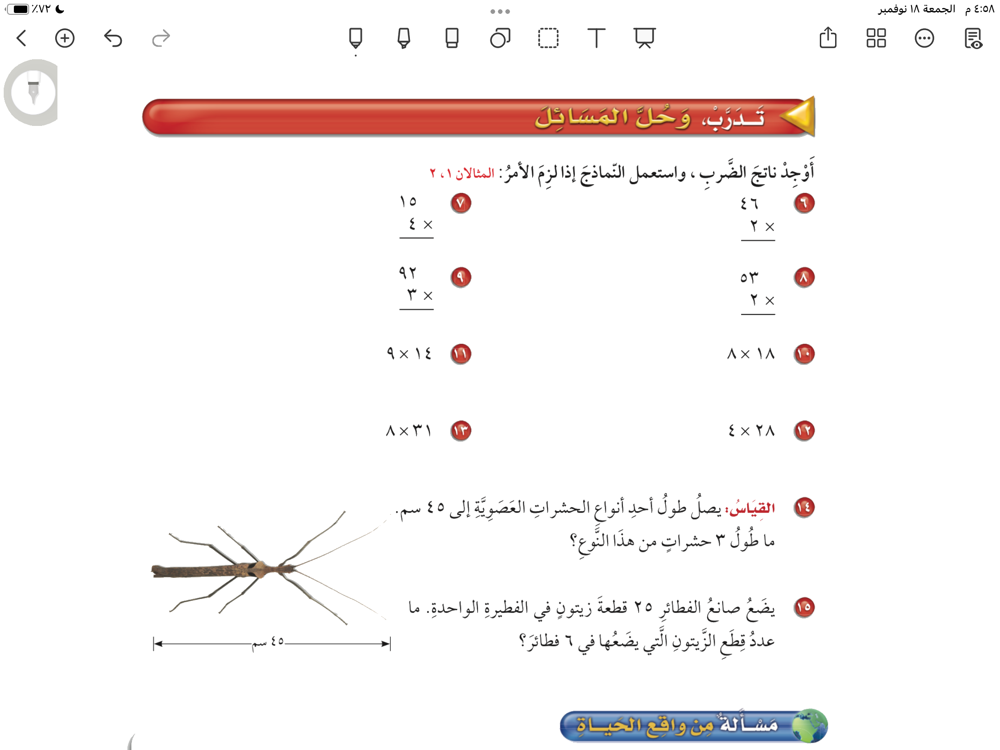 ٤:٥٨ م الجمعة ١٨ نوفمبر
٪٧٢
تَـدَرَّبْ، وَحُلَّ المَسَائِلَ
أَوْجِدْ ناتجَ الضَّربِ ، واستعمل النّماذجَ إذا لزِمَ الأمرُ: المثالان ١، ٢
٦
٤٦
× ٢
٧
١٥
× ٤
٨
٥٣
× ٢
٩
٩٢
× ٣
١٠ ١٨ × ٨
١١ ١٤ × ٩
١٢ ٢٨ × ٤
١٣ ٣١ × ٨
١٤ القِيَاسُ: يصلُ طولُ أحدِ أنواعِ الحشراتِ العَصَوِيَّةِ إلى ٤٥ سم.
ما طُولُ ٣ حشراتٍ من هذَا النَّوعِ؟
١٥ يضَعُ صانعُ الفطائرِ ٢٥ قطعةَ زيتونٍ في الفطيرةِ الواحدةِ. ما
عددُ قِطَعِ الزَّيتونِ الَّتي يضَعُها في ٦ فطائرَ؟
٤٥ سم
مَسْـأَلةٌ مِن واقِع الحَيـاةِ